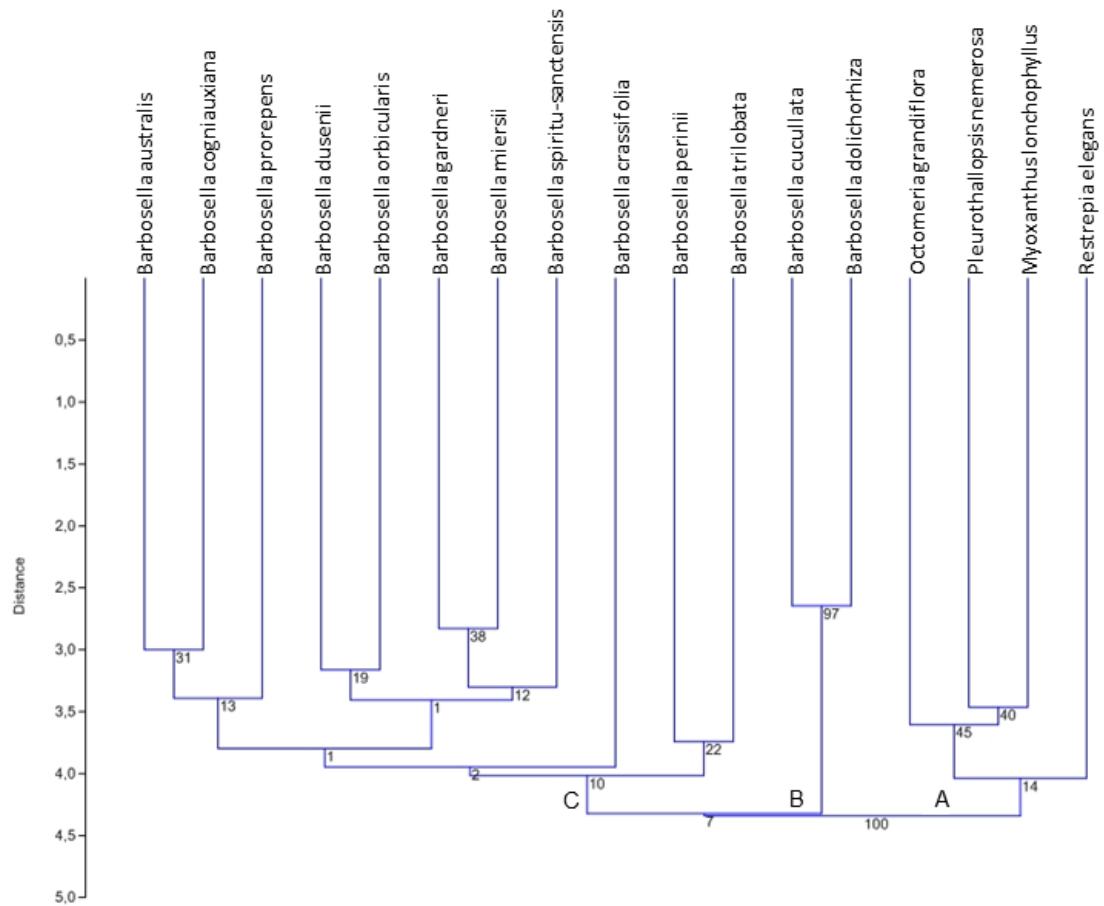 Barbosella australis
Barbosella cogniauxiana
Barbosella prorepens
Barbosella dusenii
Barbosella orbicularis
Barbosella gardneri
Barbosella miersii
Barbosella spiritu-sanctensis
Barbosella crassifolia
Barbosella perinii
Barbosella trilobata
Barbosella cucullata
Barbosella dolichorhiza
Octomeria grandiflora
Pleurothallopsis nemerosa
Myoxanthus lonchophyllus
Restrepia elegans
Distance
0,5
1,0
1,5
2,0
2,5
3,0
3,5
4,0
4,5
5,0
97
38
31
19
12
13
1
40
45
22
1
2
10
14
C
B
A
7
100